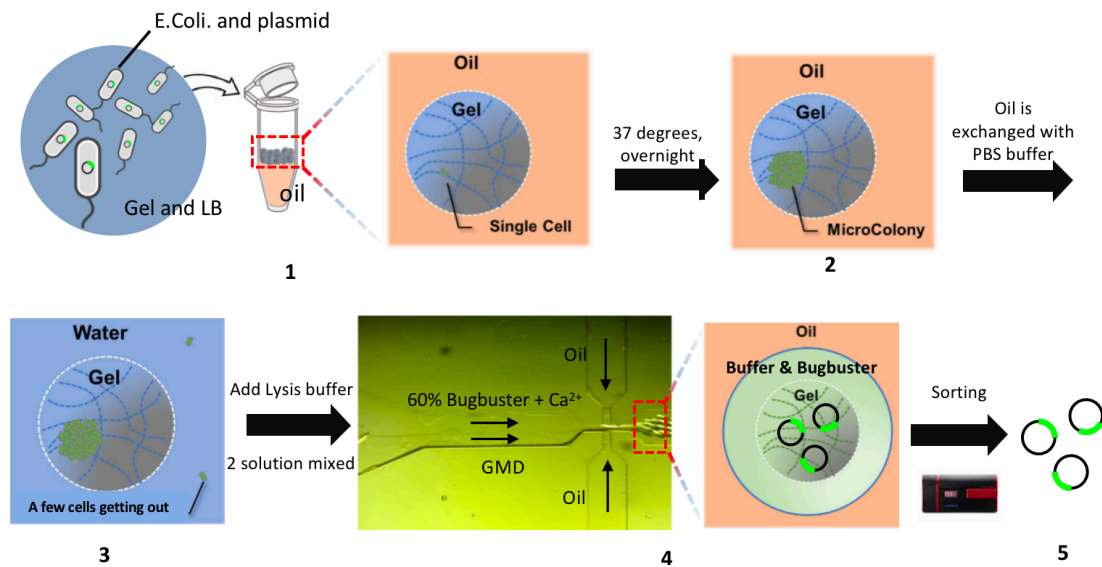 E.Coli. and plasmid
Gel and LB
oil
1
Oil
Gel
Single Cell
37 degrees,
overnight
Oil
Gel
MicroColony
2
Oil is
exchanged with
PBS buffer
Water
Gel
A few cells getting out
3
Add Lysis buffer
2 solution mixed
Oil
60% Bugbuster + Ca²⁺
GMD
Oil
4
Oil
Buffer & Bugbuster
Gel
Sorting
5